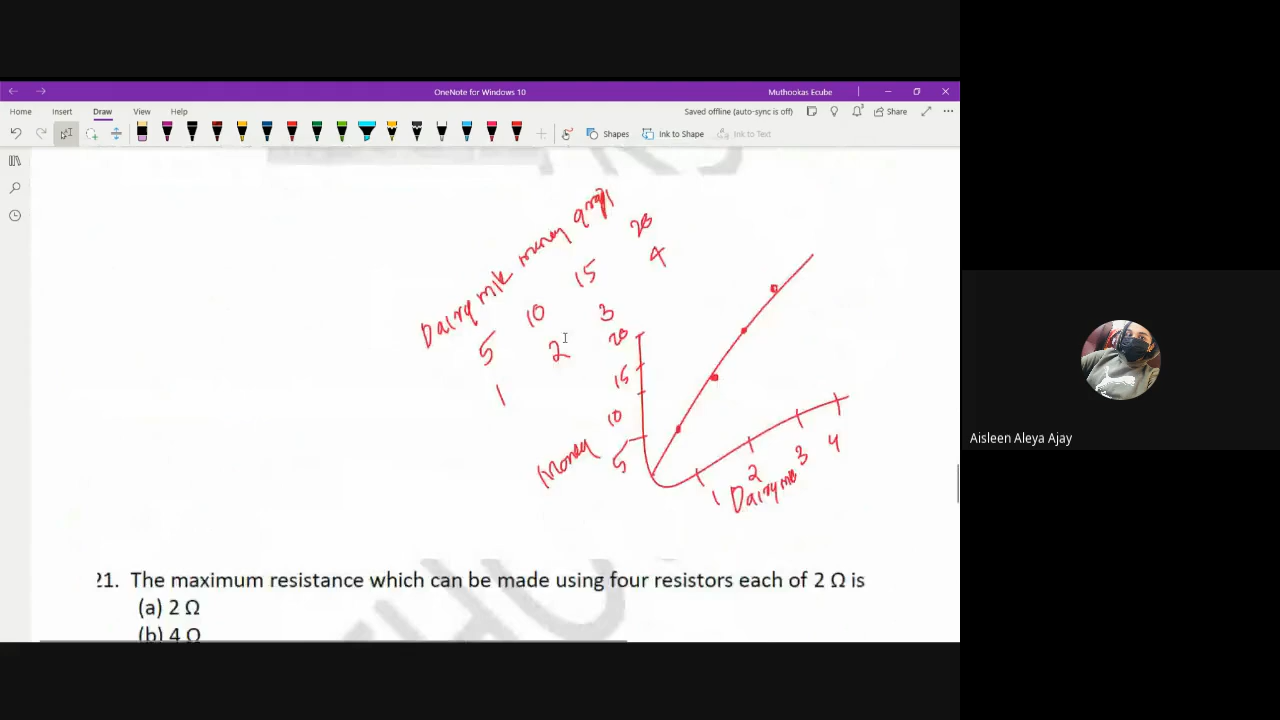 OneNote for Windows 10
Muthookas Ecube
Home Insert Draw View Help
Saved offline (auto-sync is off)
3
Share
Shapes Ink to Shape Ink to Text
Dairy milk money graph
5 10 15 20
1 2 3 4
20
15
10
5
Money
1 2 3 4
Dairy milk
21. The maximum resistance which can be made using four resistors each of 2 Ω is
(a) 2 Ω
(b) 4 Ω
Aisleen Aleya Ajay